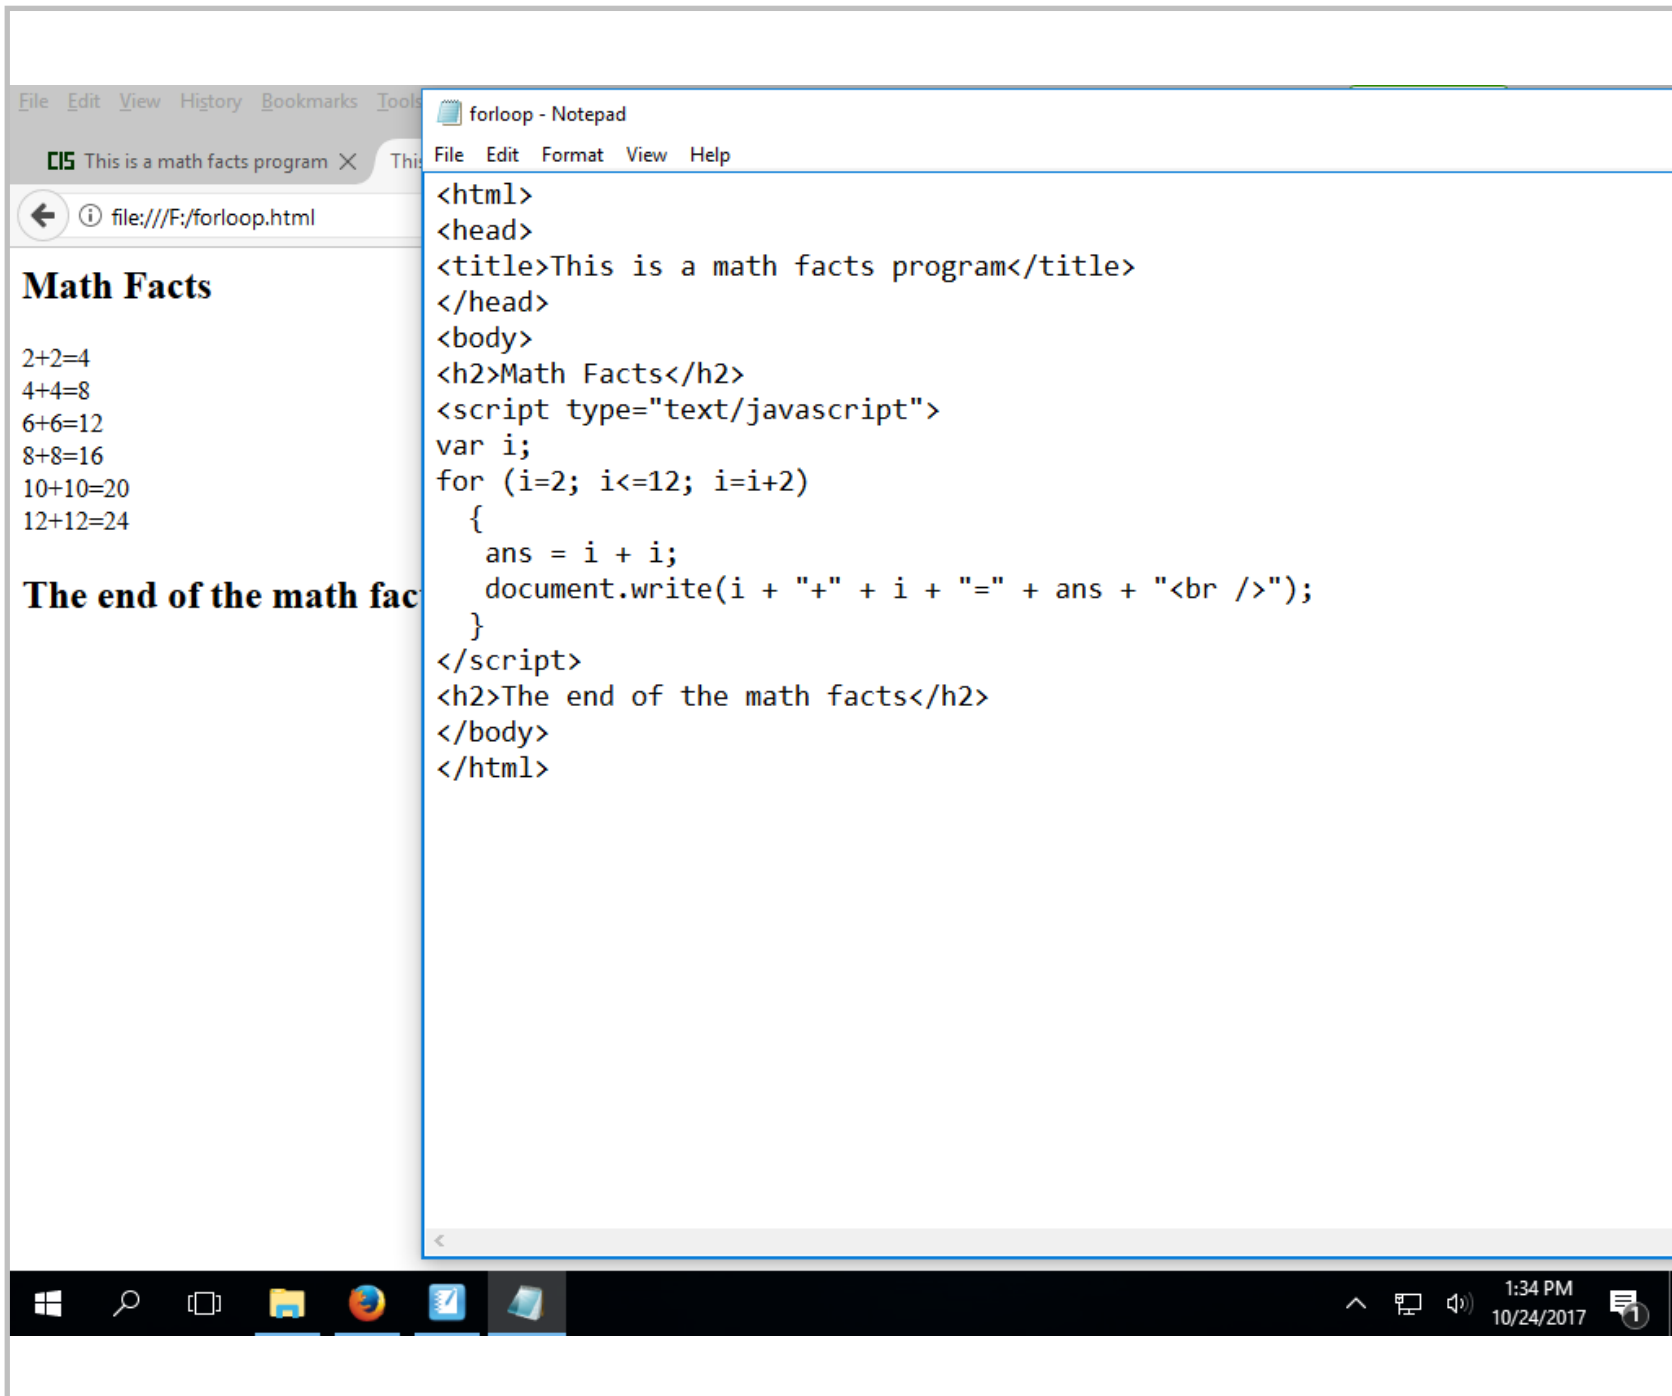 File Edit View History Bookmarks Tools
CIS This is a math facts program
file:///F:/forloop.html
Math Facts
2+2=4
4+4=8
6+6=12
8+8=16
10+10=20
12+12=24
The end of the math
forloop - Notepad
File Edit Format View Help
<html>
<head>
<title>This is a math facts program</title>
</head>
<body>
<h2>Math Facts</h2>
<script type="text/javascript">
var i;
for (i=2; i<=12; i=i+2)
{
ans = i + i;
document.write(i + "+" + i + "=" + ans + "<br />");
}
</script>
<h2>The end of the math facts</h2>
</body>
</html>
1:34 PM
10/24/2017
1